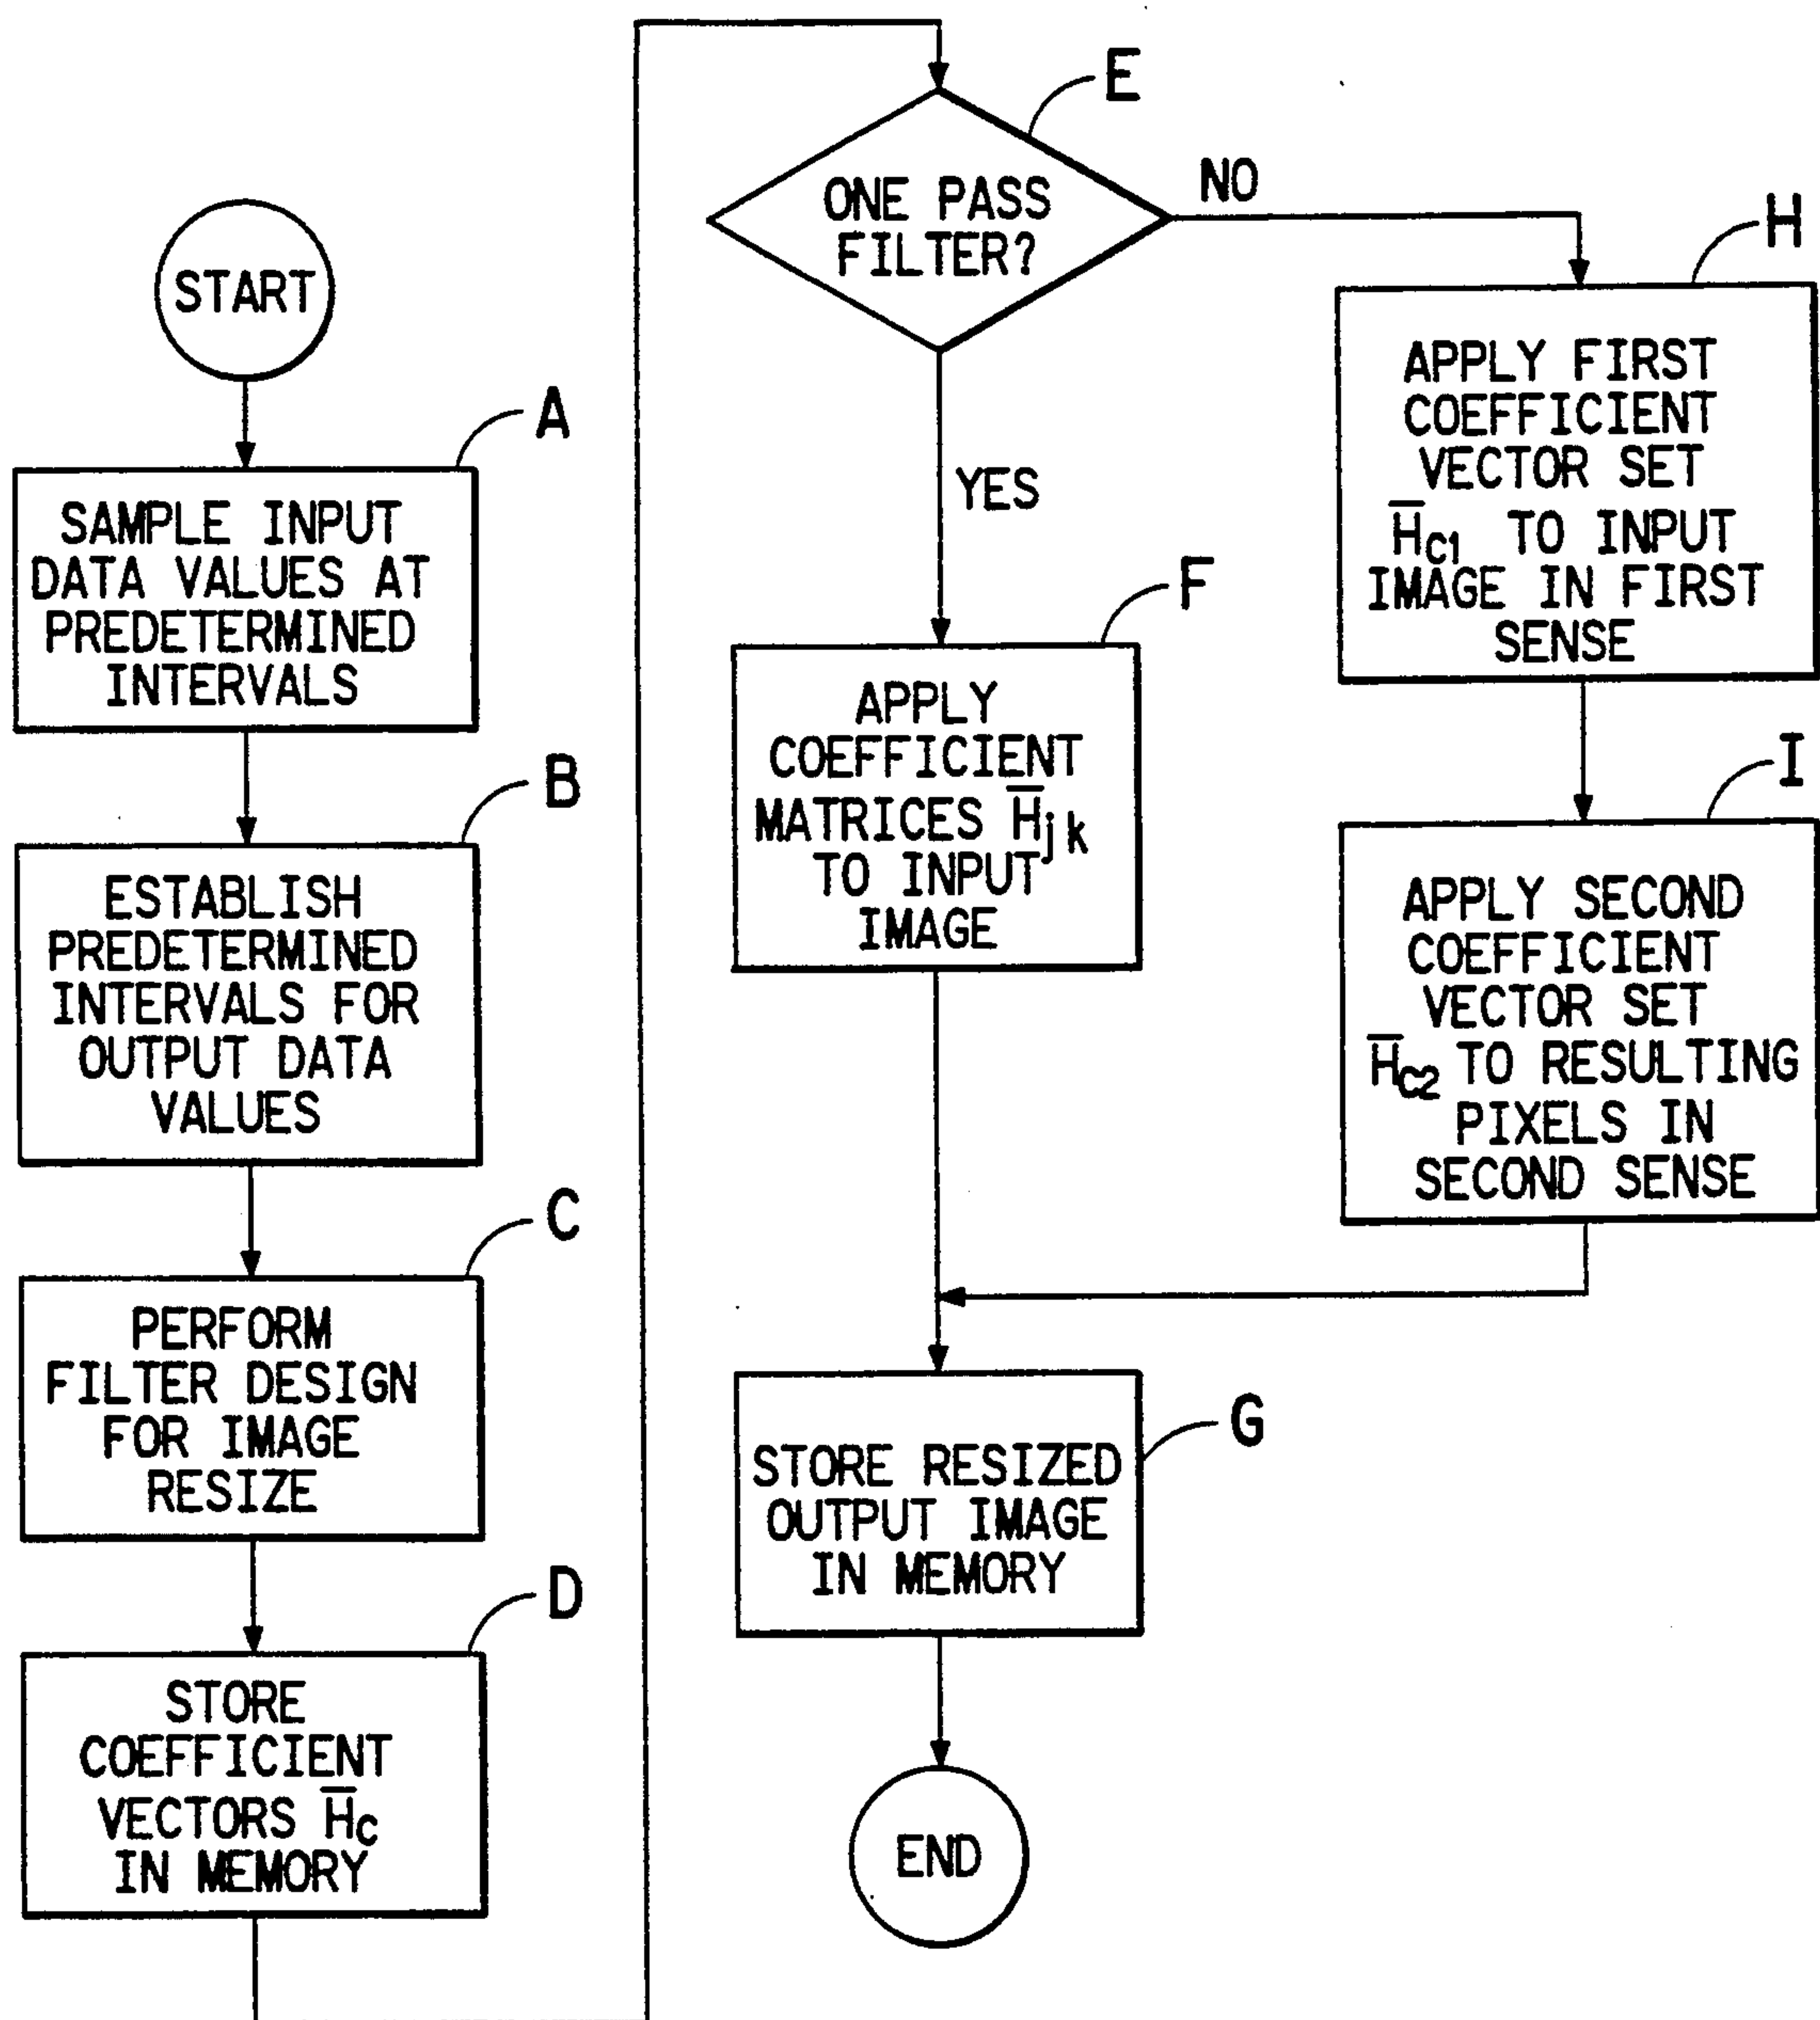 START
A
SAMPLE INPUT
DATA VALUES AT
PREDETERMINED
INTERVALS
B
ESTABLISH
PREDETERMINED
INTERVALS FOR
OUTPUT DATA
VALUES
C
PERFORM
FILTER DESIGN
FOR IMAGE
RESIZE
D
STORE
COEFFICIENT
VECTORS H̅c
IN MEMORY
E
ONE PASS
FILTER?
NO
YES
F
APPLY
COEFFICIENT
MATRICES H̅jk
TO INPUT
IMAGE
G
STORE RESIZED
OUTPUT IMAGE
IN MEMORY
END
H
APPLY FIRST
COEFFICIENT
VECTOR SET
H̅c1 TO INPUT
IMAGE IN FIRST
SENSE
I
APPLY SECOND
COEFFICIENT
VECTOR SET
H̅c2 TO RESULTING
PIXELS IN
SECOND SENSE